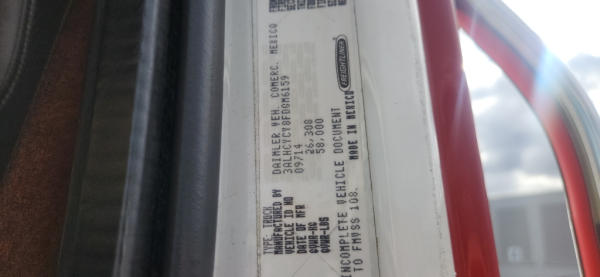 TYPE: TRUCK
MANUFACTURED BY DAIMLER VEH. COMERC. MEXICO
VEHICLE ID NO 3ALHCYCY8FDGM6159
DATE OF MFR 09/14
GVWR-KG 26,308
GVWR-LBS 58,000
FREIGHTLINER
INCOMPLETE VEHICLE DOCUMENT MADE IN MEXICO
TO FMVSS 108.